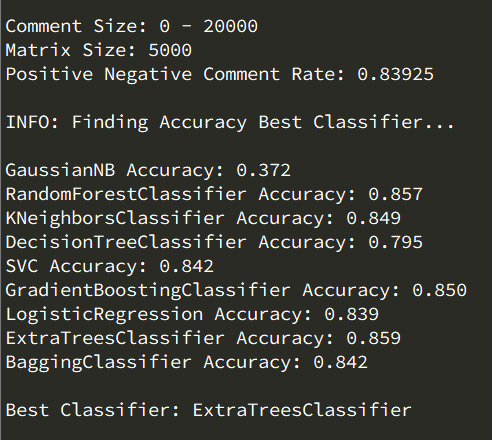 Comment Size: 0 - 20000
Matrix Size: 5000
Positive Negative Comment Rate: 0.83925
INFO: Finding Accuracy Best Classifier...
GaussianNB Accuracy: 0.372
RandomForestClassifier Accuracy: 0.857
KNeighborsClassifier Accuracy: 0.849
DecisionTreeClassifier Accuracy: 0.795
SVC Accuracy: 0.842
GradientBoostingClassifier Accuracy: 0.850
LogisticRegression Accuracy: 0.839
ExtraTreesClassifier Accuracy: 0.859
BaggingClassifier Accuracy: 0.842
Best Classifier: ExtraTreesClassifier